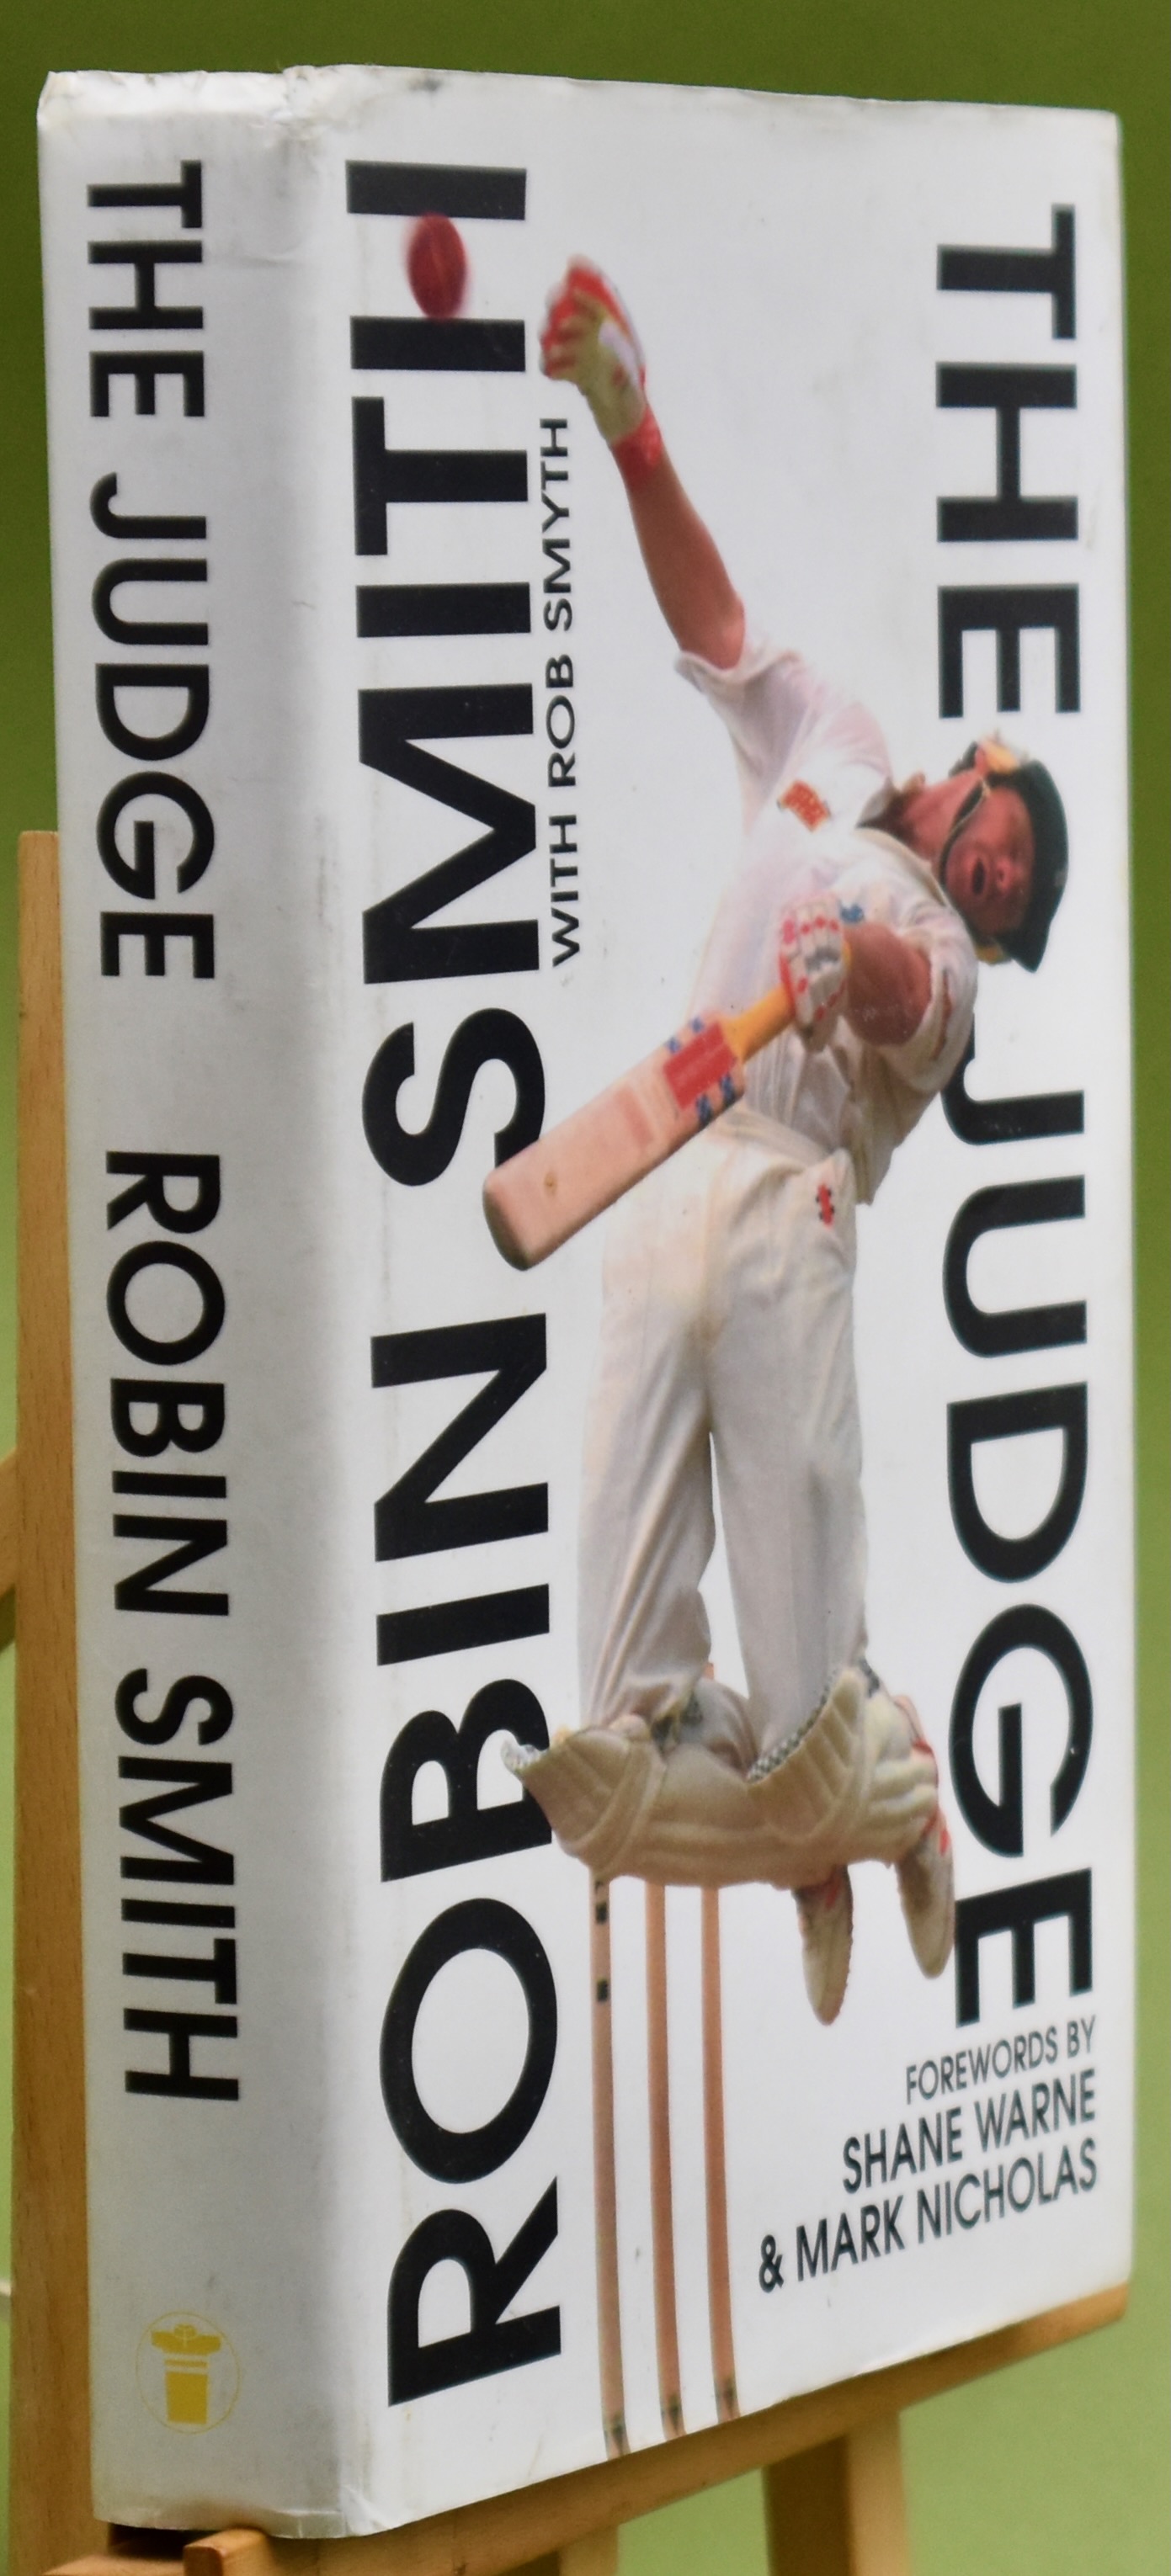 THE JUDGE ROBIN SMITH
ROBIN SMITH
WITH ROB SMYTH
THE JUDGE
FOREWORDS BY
SHANE WARNE
& MARK NICHOLAS